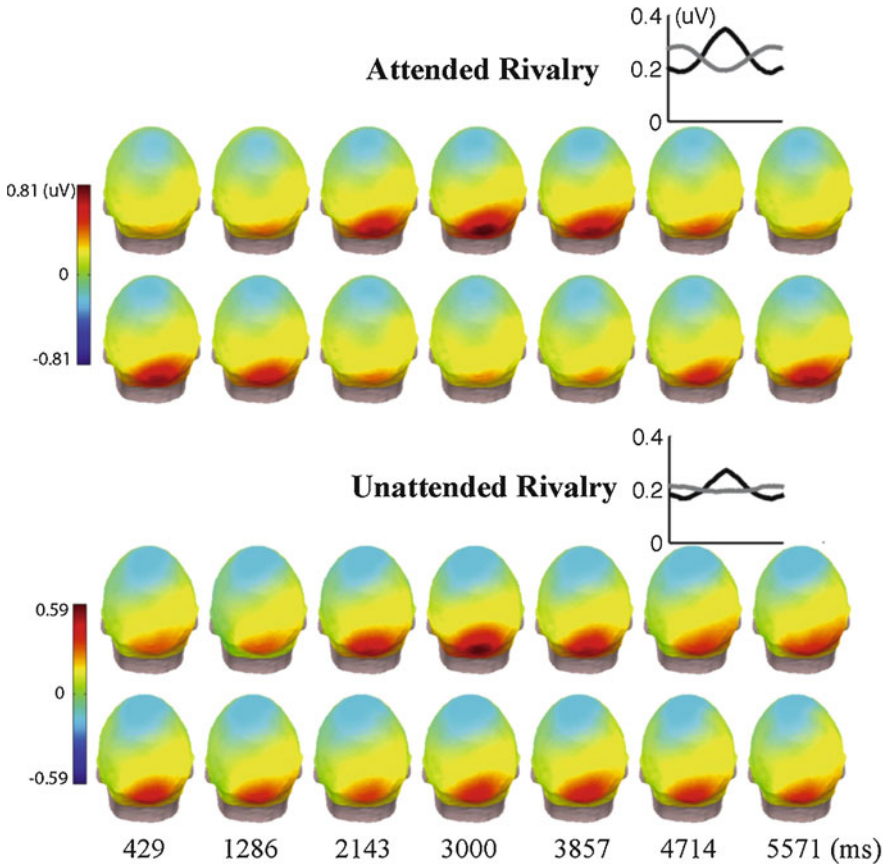 0.4 (uV)
Attended Rivalry
0.2
0
0.81 (uV)
0
-0.81
0.4
Unattended Rivalry
0.2
0
0.59
0
-0.59
429 1286 2143 3000 3857 4714 5571 (ms)